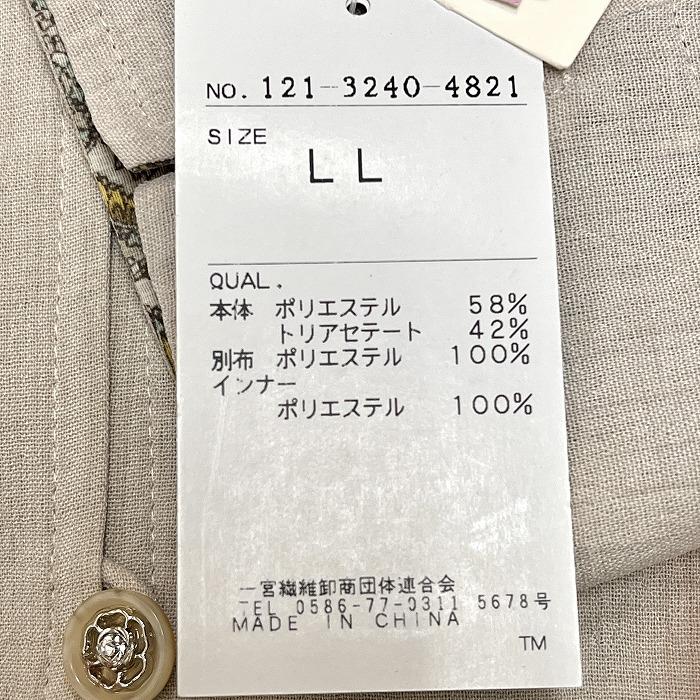 NO. 121-3240-4821
SIZE
LL
QUAL.
本体 ポリエステル 58%
トリアセテート 42%
別布 ポリエステル 100%
インナー
ポリエステル 100%
一宮繊維卸商団体連合会
TEL 0586-77-0311 5678号
MADE IN CHINA
TM